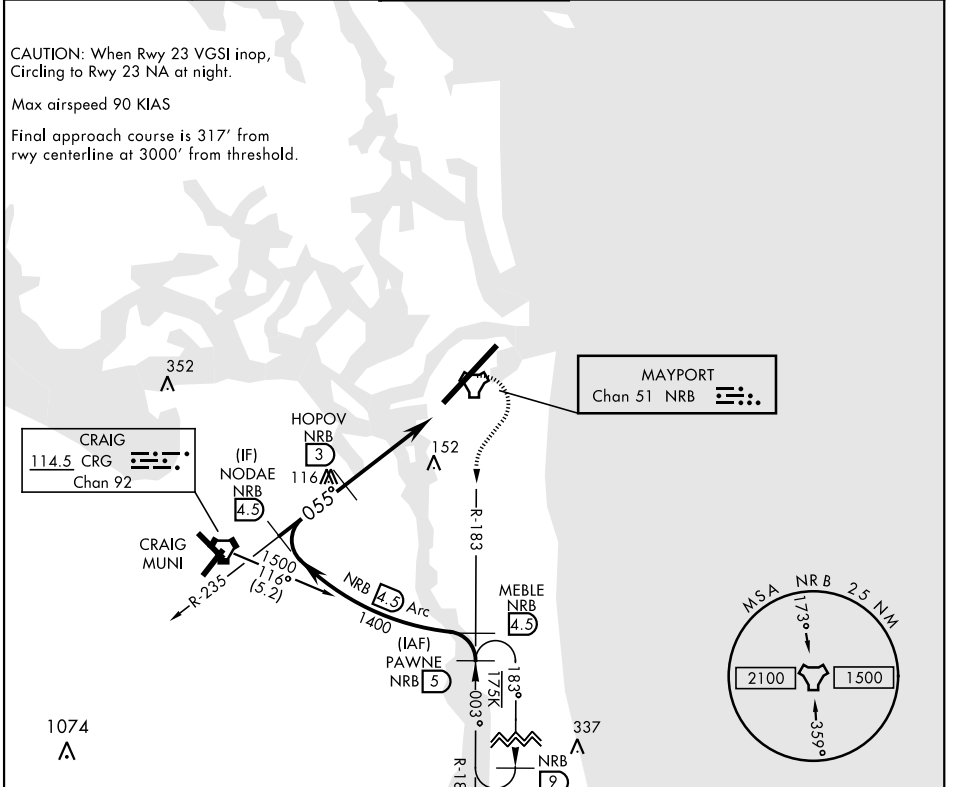 CAUTION: When Rwy 23 VGSI inop,
Circling to Rwy 23 NA at night.
Max airspeed 90 KIAS
Final approach course is 317' from
rwy centerline at 3000' from threshold.
352
MAYPORT
Chan 51 NRB
HOPOV
NRB
3
116
152
CRAIG
114.5 CRG
Chan 92
(IF)
NODAE
NRB
4.5
055°
R-183
CRAIG
MUNI
1500
116°
(5.2)
R-235
NRB 4.5 Arc
1400
MEBLE
NRB
4.5
(IAF)
PAWNE
NRB 5
003°
183°
175K
MSA NRB 25 NM
173°
2100
1500
359°
1074
337
NRB
9
R-18